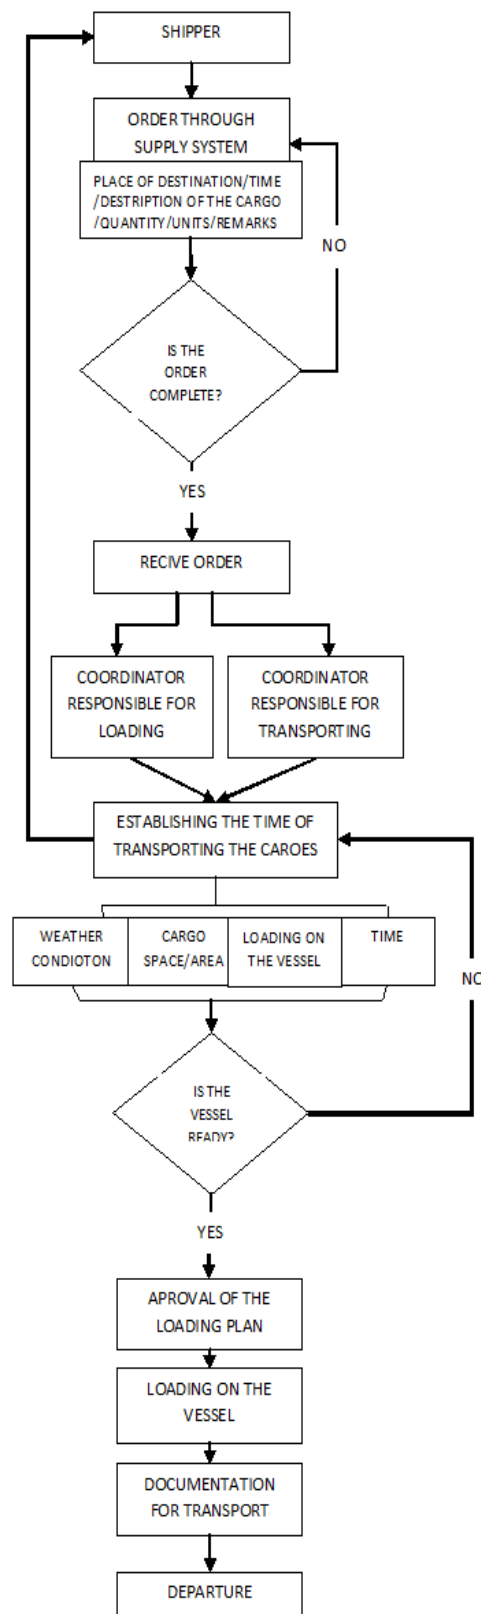 SHIPPER
ORDER THROUGH
SUPPLY SYSTEM
PLACE OF DESTINATION/TIME
/DESTRIPTION OF THE CARGO
/QUANTITY/UNITS/REMARKS
NO
IS THE
ORDER
COMPLETE?
YES
RECIVE ORDER
COORDINATOR
RESPONSIBLE FOR
LOADING
COORDINATOR
RESPONSIBLE FOR
TRANSPORTING
ESTABLISHING THE TIME OF
TRANSPORTING THE CAROES
WEATHER
CONDIOTON
CARGO
SPACE/AREA
LOADING ON
THE VESSEL
TIME
NO
IS THE
VESSEL
READY?
YES
APROVAL OF THE
LOADING PLAN
LOADING ON THE
VESSEL
DOCUMENTATION
FOR TRANSPORT
DEPARTURE